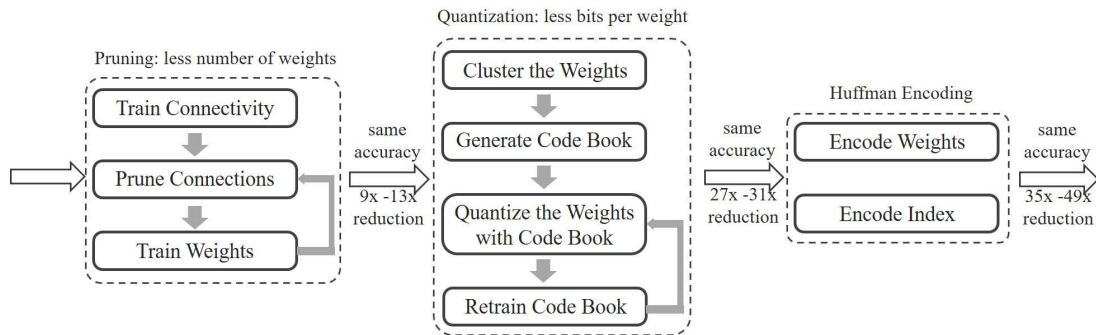 Pruning: less number of weights
Train Connectivity
Prune Connections
Train Weights
same
accuracy
9x -13x
reduction
Quantization: less bits per weight
Cluster the Weights
Generate Code Book
Quantize the Weights
with Code Book
Retrain Code Book
same
accuracy
27x -31x
reduction
Huffman Encoding
Encode Weights
Encode Index
same
accuracy
35x -49x
reduction